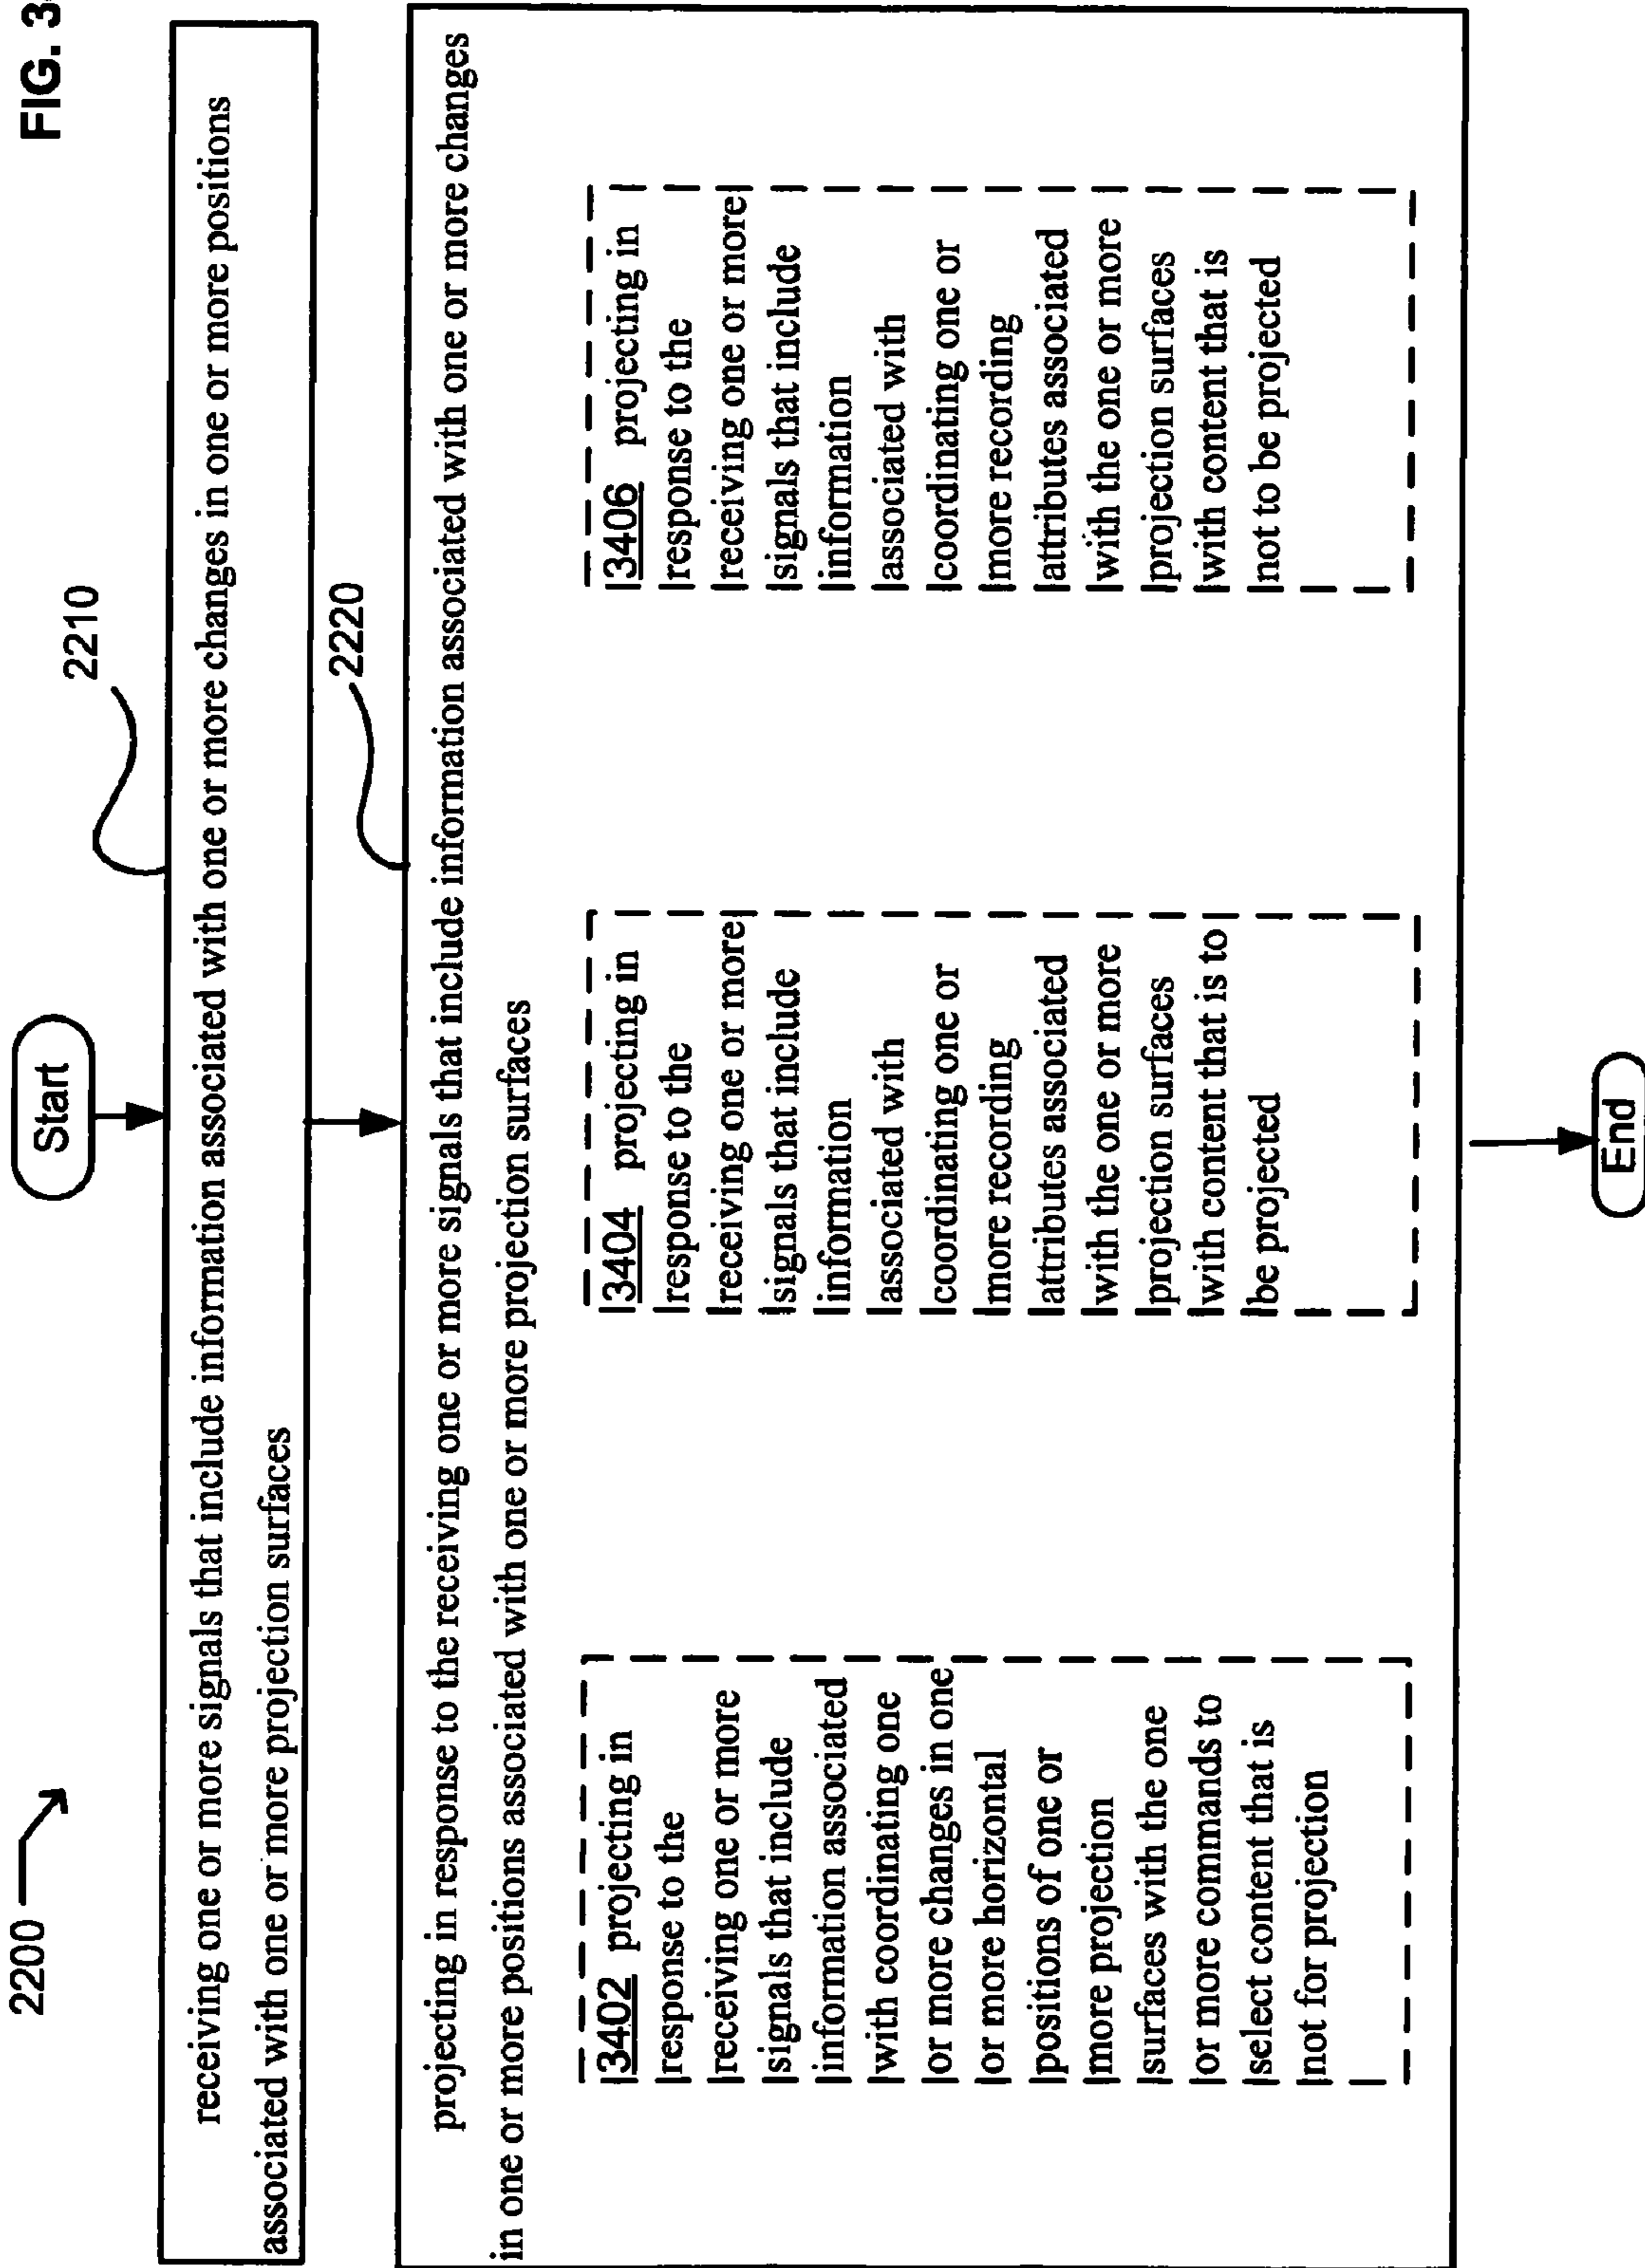 FIG. 3
2200
Start
2210
receiving one or more signals that include information associated with one or more changes in one or more positions
associated with one or more projection surfaces
2220
projecting in response to the receiving one or more signals that include information associated with one or more changes
in one or more positions associated with one or more projection surfaces
3402 projecting in
response to the
receiving one or more
signals that include
information associated
with coordinating one
or more changes in one
or more horizontal
positions of one or
more projection
surfaces with the one
or more commands to
select content that is
not for projection
3404 projecting in
response to the
receiving one or more
signals that include
information
associated with
coordinating one or
more recording
attributes associated
with the one or more
projection surfaces
with content that is to
be projected
3406 projecting in
response to the
receiving one or more
signals that include
information
associated with
coordinating one or
more recording
attributes associated
with the one or more
projection surfaces
with content that is
not to be projected
End